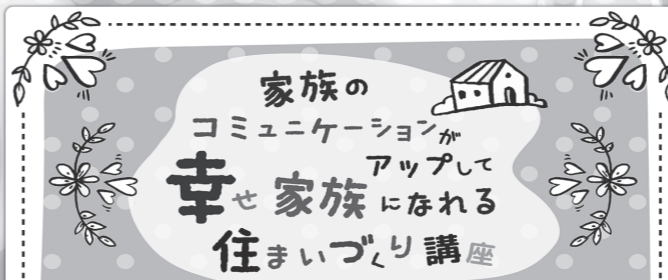 家族の
コミュニケーションが
アップして
幸せ家族になれる
住まいづくり講座